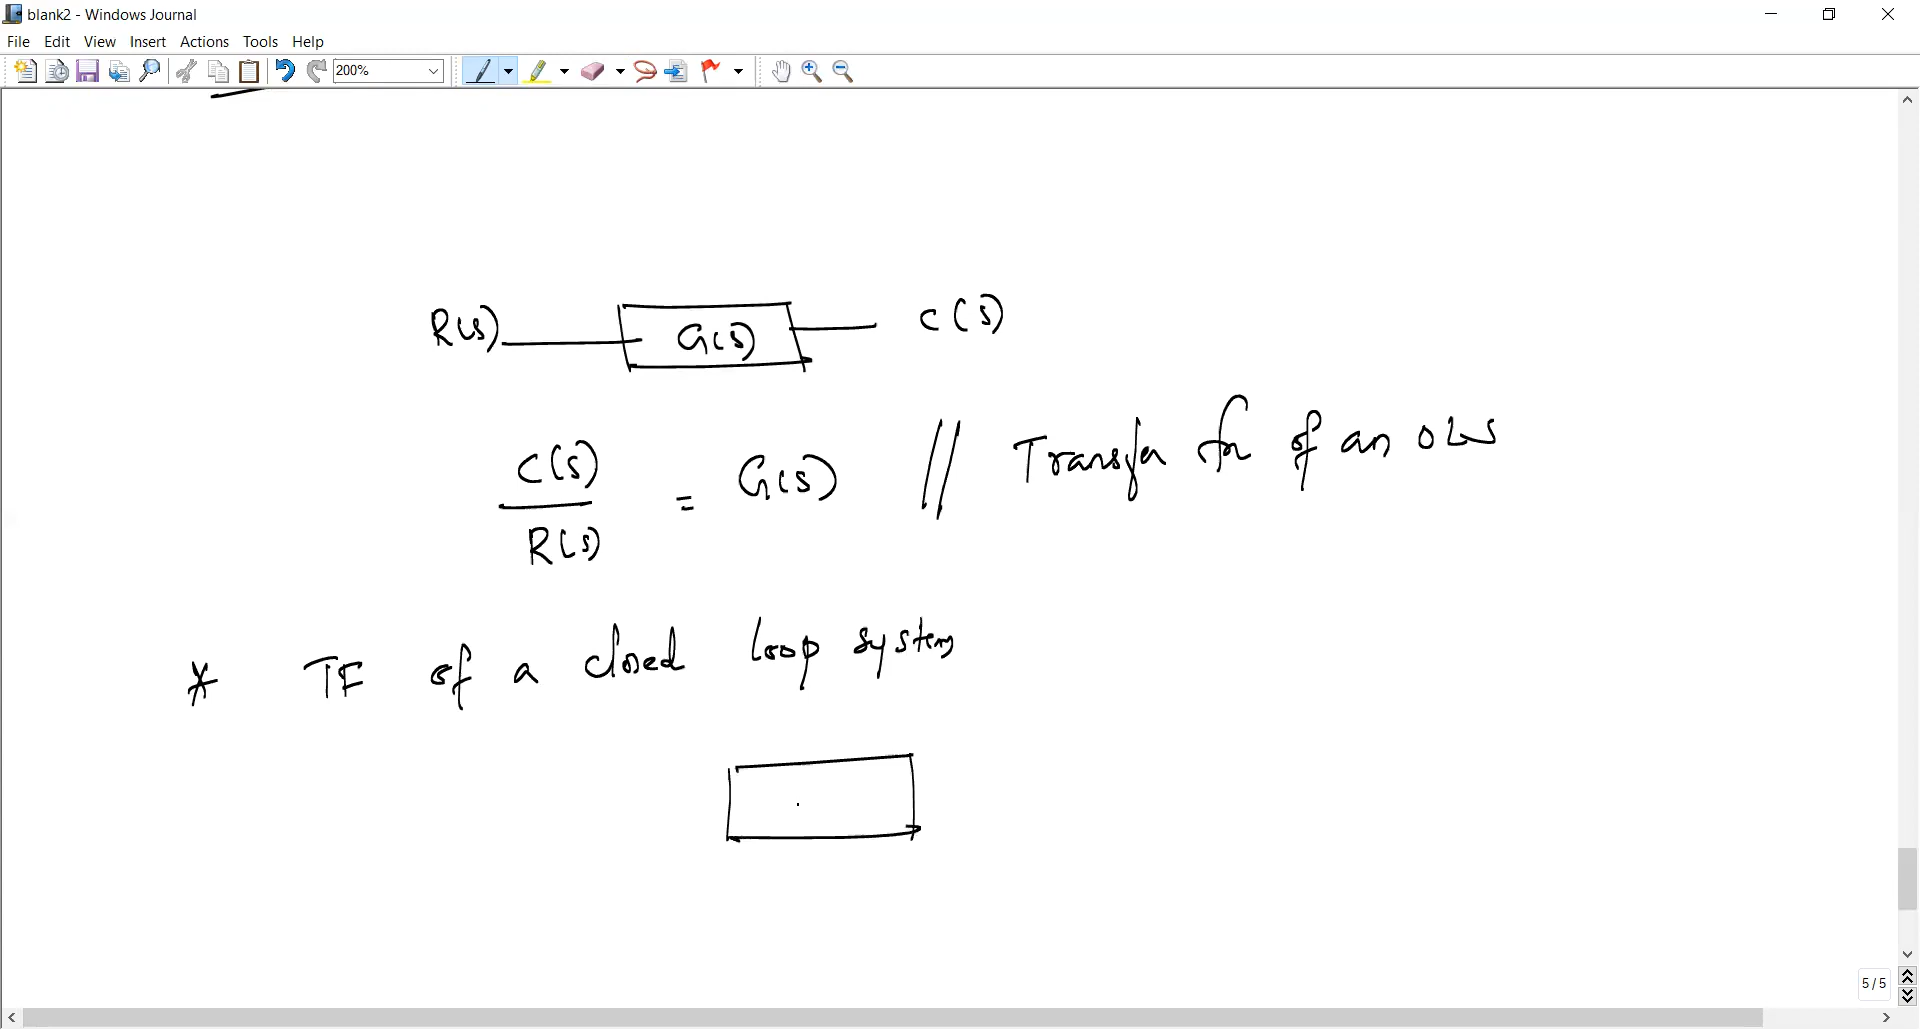 blank2 - Windows Journal
File Edit View Insert Actions Tools Help
200%
R(s) G(s) C(s)
C(s)
= G(s) // Transfer fn of an OLS
R(s)
* TF of a closed loop system
5/5